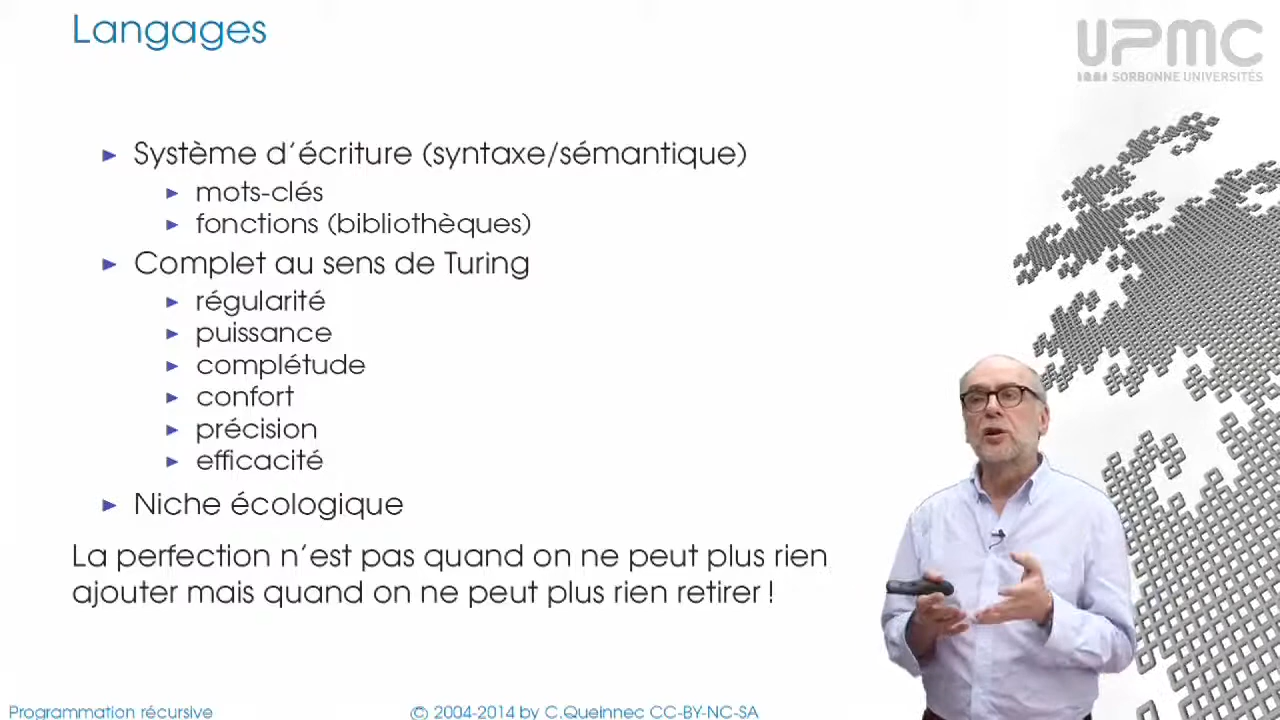 Langages
UPMC
SORBONNE UNIVERSITÉS
► Système d'écriture (syntaxe/sémantique)
► mots-clés
► fonctions (bibliothèques)
► Complet au sens de Turing
► régularité
► puissance
► complétude
► confort
► précision
► efficacité
► Niche écologique
La perfection n'est pas quand on ne peut plus rien
ajouter mais quand on ne peut plus rien retirer !
Programmation récursive
© 2004-2014 by C.Queinnec CC-BY-NC-SA